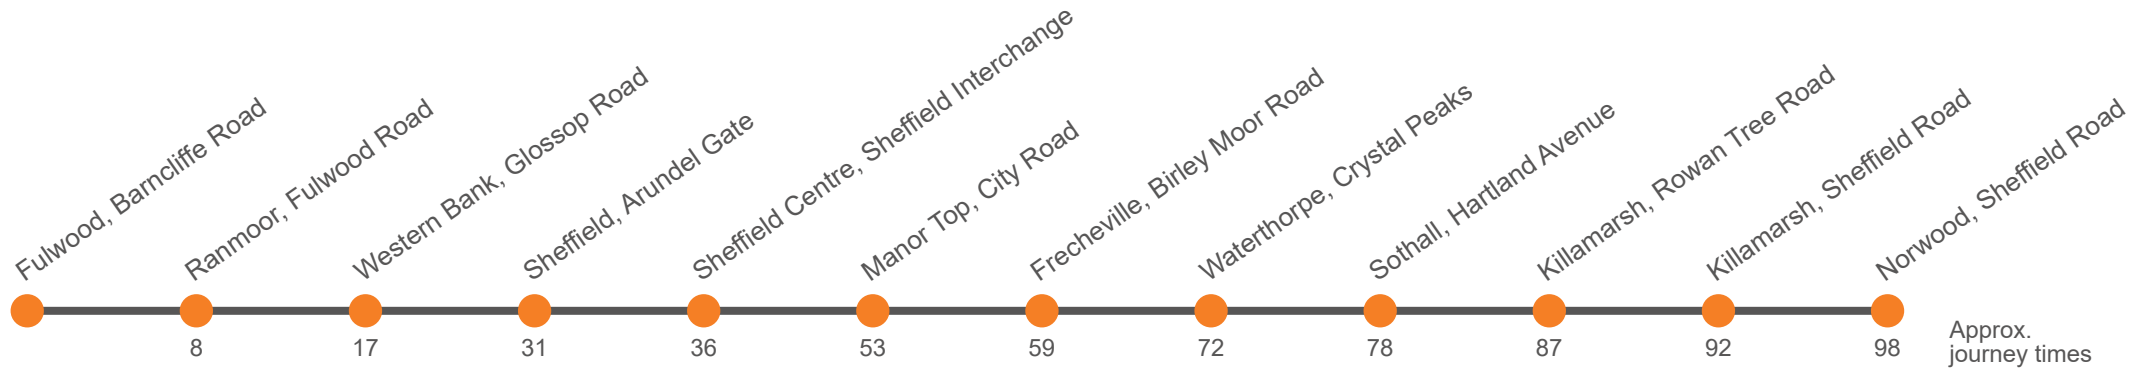 Fulwood, Barncliffe Road
Ranmoor, Fulwood Road
Western Bank, Glossop Road
Sheffield, Arundel Gate
Sheffield Centre, Sheffield Interchange
Manor Top, City Road
Frecheville, Birley Moor Road
Waterthorpe, Crystal Peaks
Sothall, Hartland Avenue
Killamarsh, Rowan Tree Road
Killamarsh, Sheffield Road
Norwood, Sheffield Road
8
17
31
36
53
59
72
78
87
92
98
Approx.
journey times